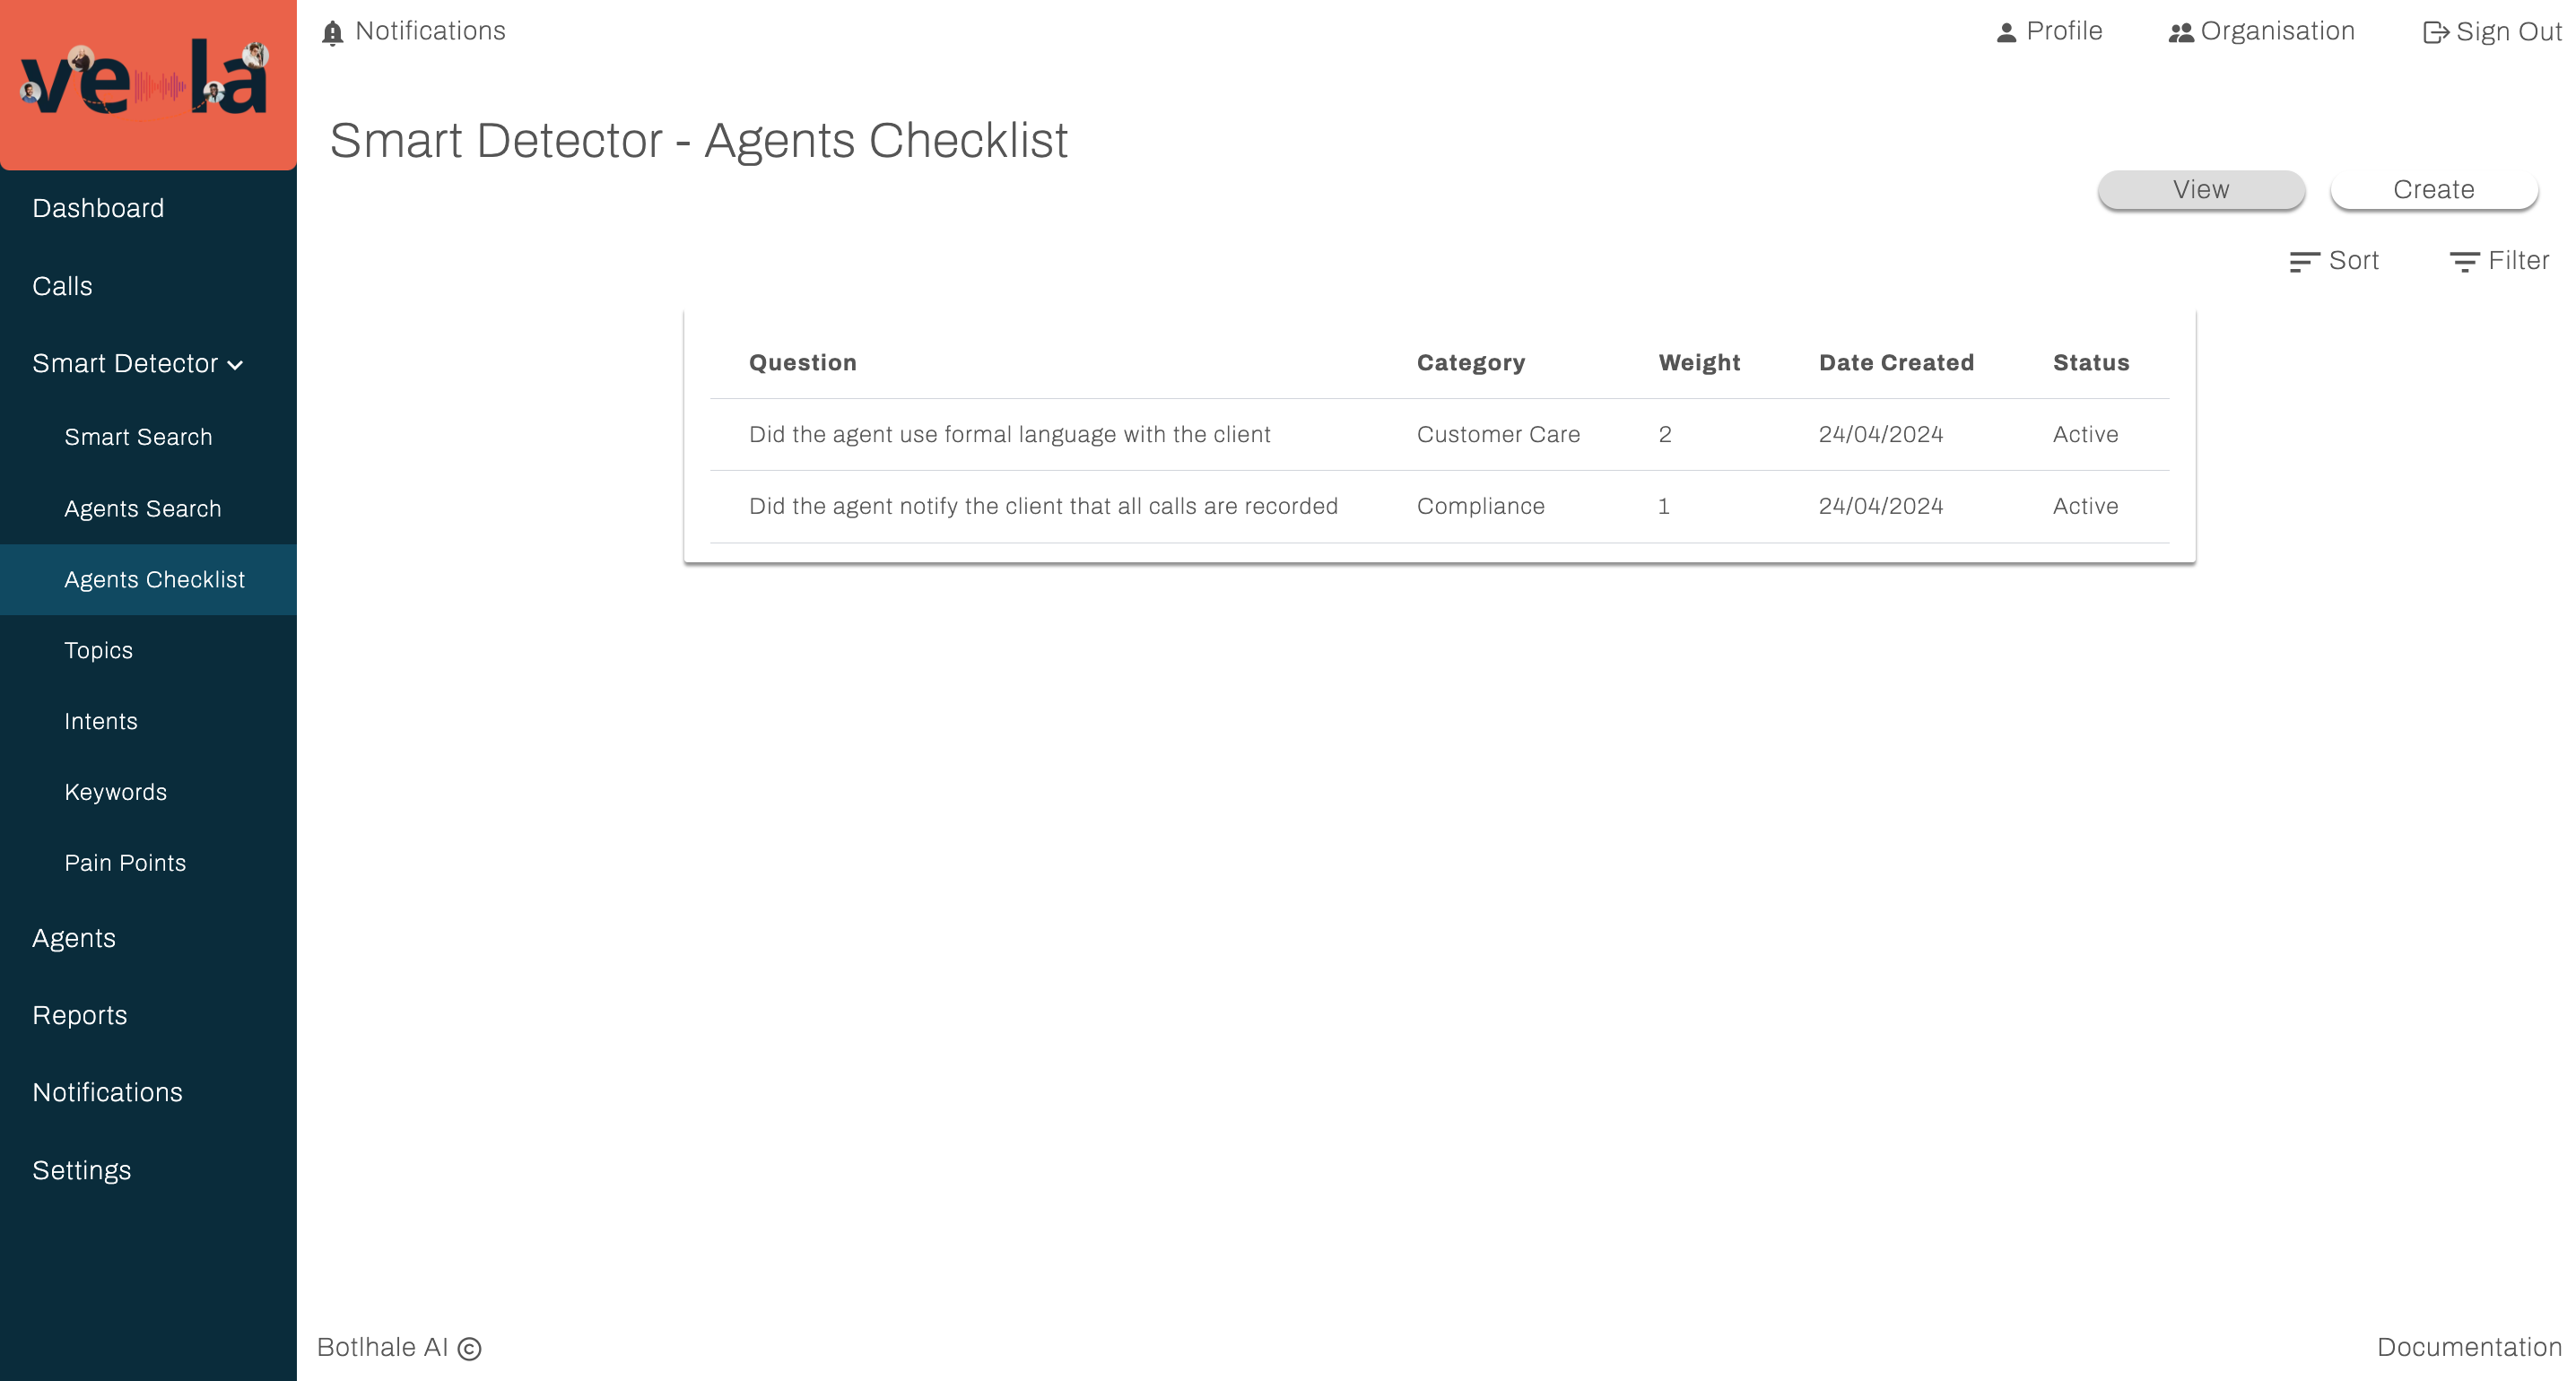 vela
Notifications
Profile
Organisation
Sign Out
Smart Detector - Agents Checklist
View
Create
Sort
Filter
Dashboard
Calls
Smart Detector
Smart Search
Agents Search
Agents Checklist
Topics
Intents
Keywords
Pain Points
Agents
Reports
Notifications
Settings
Question Category Weight Date Created Status
Did the agent use formal language with the client Customer Care 2 24/04/2024 Active
Did the agent notify the client that all calls are recorded Compliance 1 24/04/2024 Active
Botlhale AI ©
Documentation